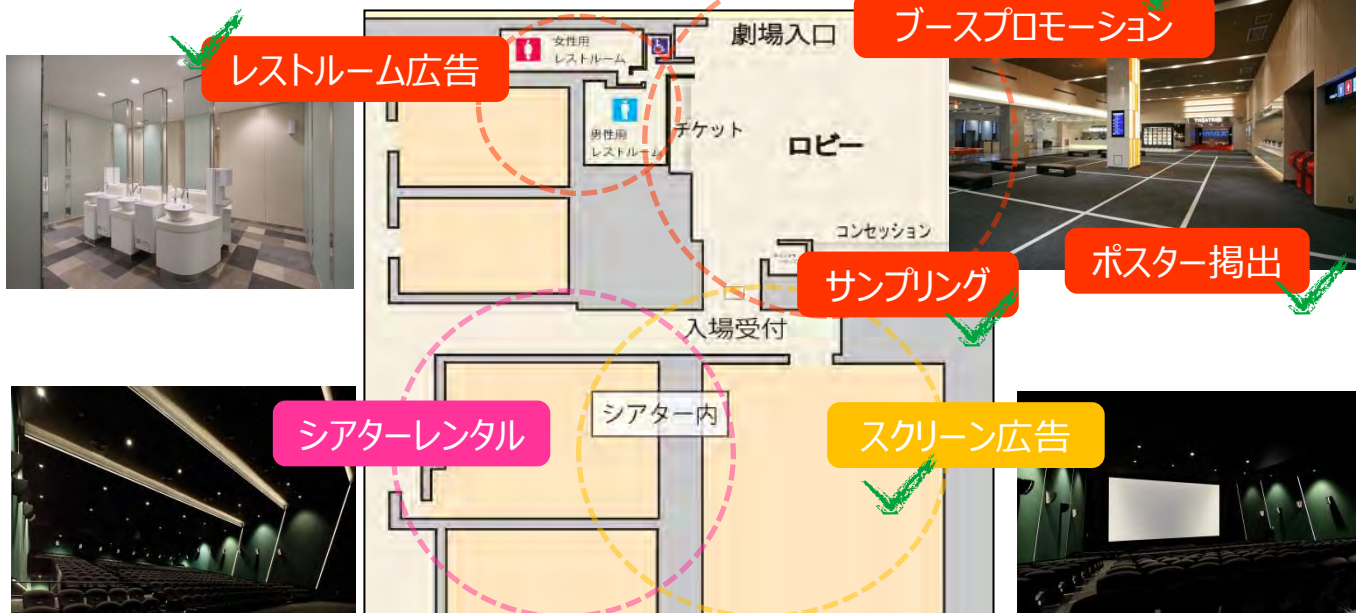 ブースプロモーション
劇場入口
女性用
レストルーム
レストルーム広告
男性用
レストルーム
チケット
ロビー
THEATRES
コンセッション
ポスター掲出
サンプリング
入場受付
シアター内
シアターレンタル
スクリーン広告